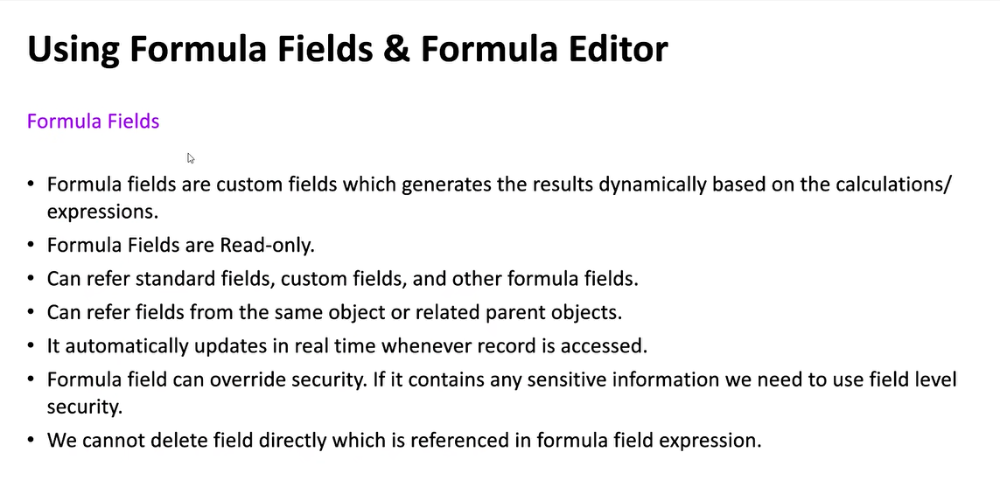 Using Formula Fields & Formula Editor
Formula Fields
• Formula fields are custom fields which generates the results dynamically based on the calculations/
expressions.
• Formula Fields are Read-only.
• Can refer standard fields, custom fields, and other formula fields.
• Can refer fields from the same object or related parent objects.
• It automatically updates in real time whenever record is accessed.
• Formula field can override security. If it contains any sensitive information we need to use field level
security.
• We cannot delete field directly which is referenced in formula field expression.